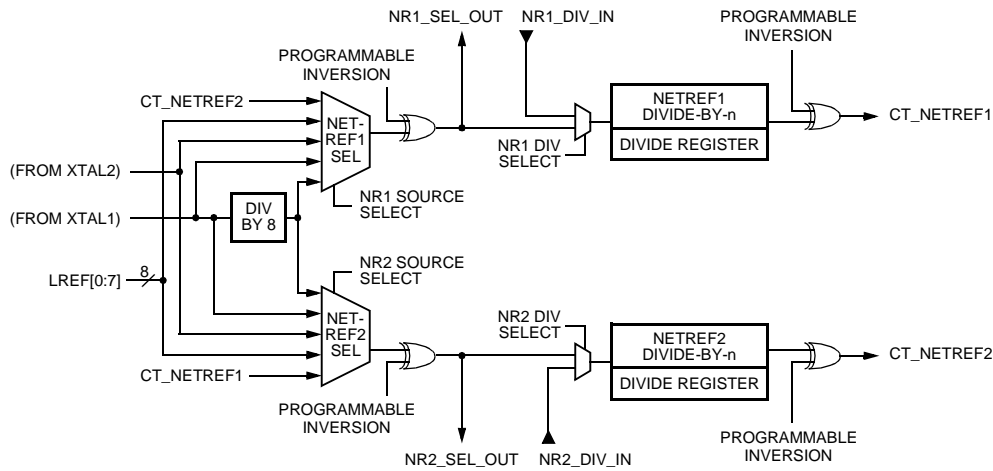 NR1_SEL_OUT
NR1_DIV_IN
PROGRAMMABLE
INVERSION
PROGRAMMABLE
INVERSION
CT_NETREF2
NET-
REF1
SEL
NETREF1
DIVIDE-BY-n
DIVIDE REGISTER
CT_NETREF1
NR1 DIV
SELECT
(FROM XTAL2)
NR1 SOURCE
SELECT
(FROM XTAL1)
DIV
BY 8
LREF[0:7]
8
NR2 SOURCE
SELECT
NET-
REF2
SEL
NR2 DIV
SELECT
NETREF2
DIVIDE-BY-n
DIVIDE REGISTER
CT_NETREF2
CT_NETREF1
PROGRAMMABLE
INVERSION
PROGRAMMABLE
INVERSION
NR2_SEL_OUT
NR2_DIV_IN